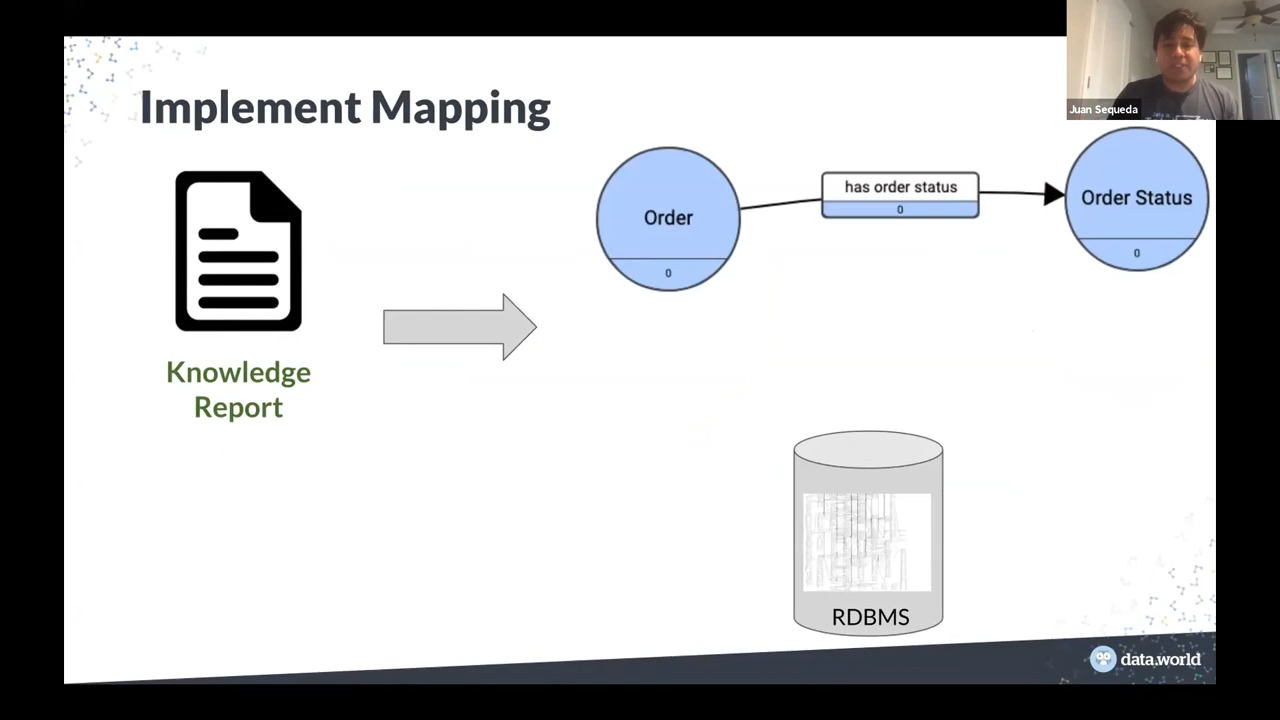 Juan Sequeda
Implement Mapping
has order status
0
Order
0
Order Status
0
Knowledge
Report
RDBMS
data.world